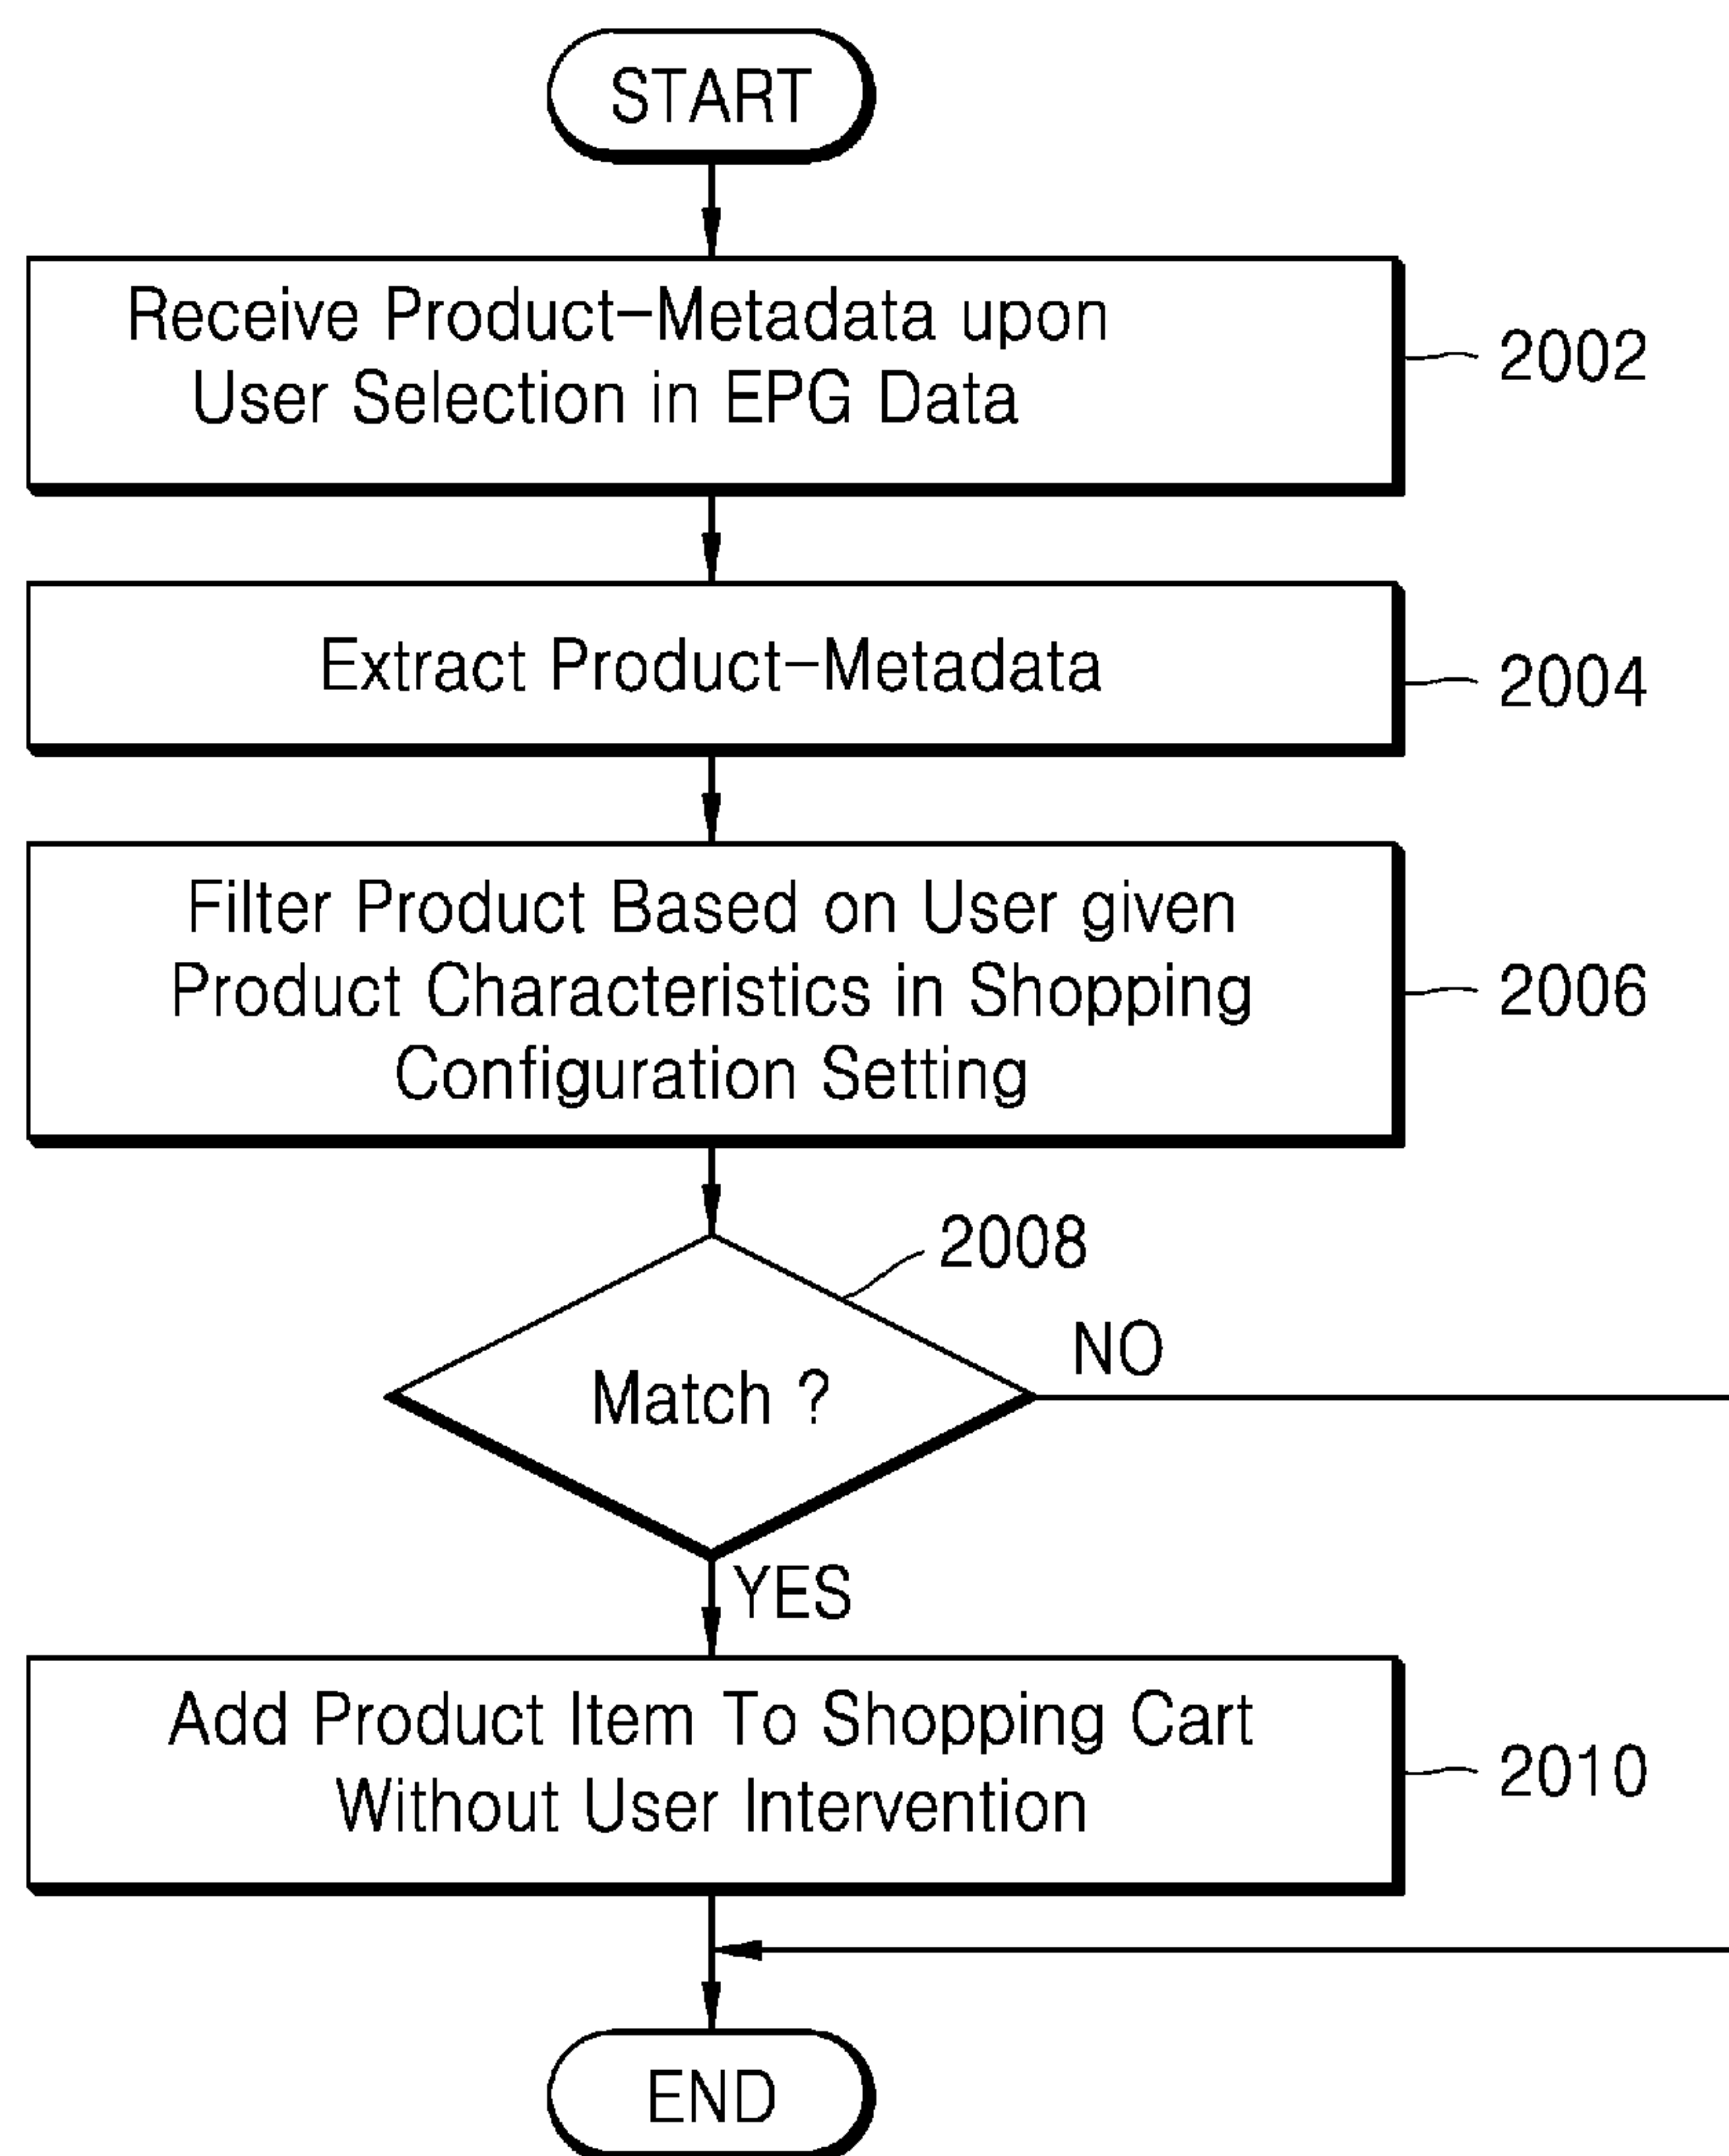 START
Receive Product-Metadata upon
User Selection in EPG Data
2002
Extract Product-Metadata
2004
Filter Product Based on User given
Product Characteristics in Shopping
Configuration Setting
2006
2008
Match ?
NO
YES
Add Product Item To Shopping Cart
Without User Intervention
2010
END